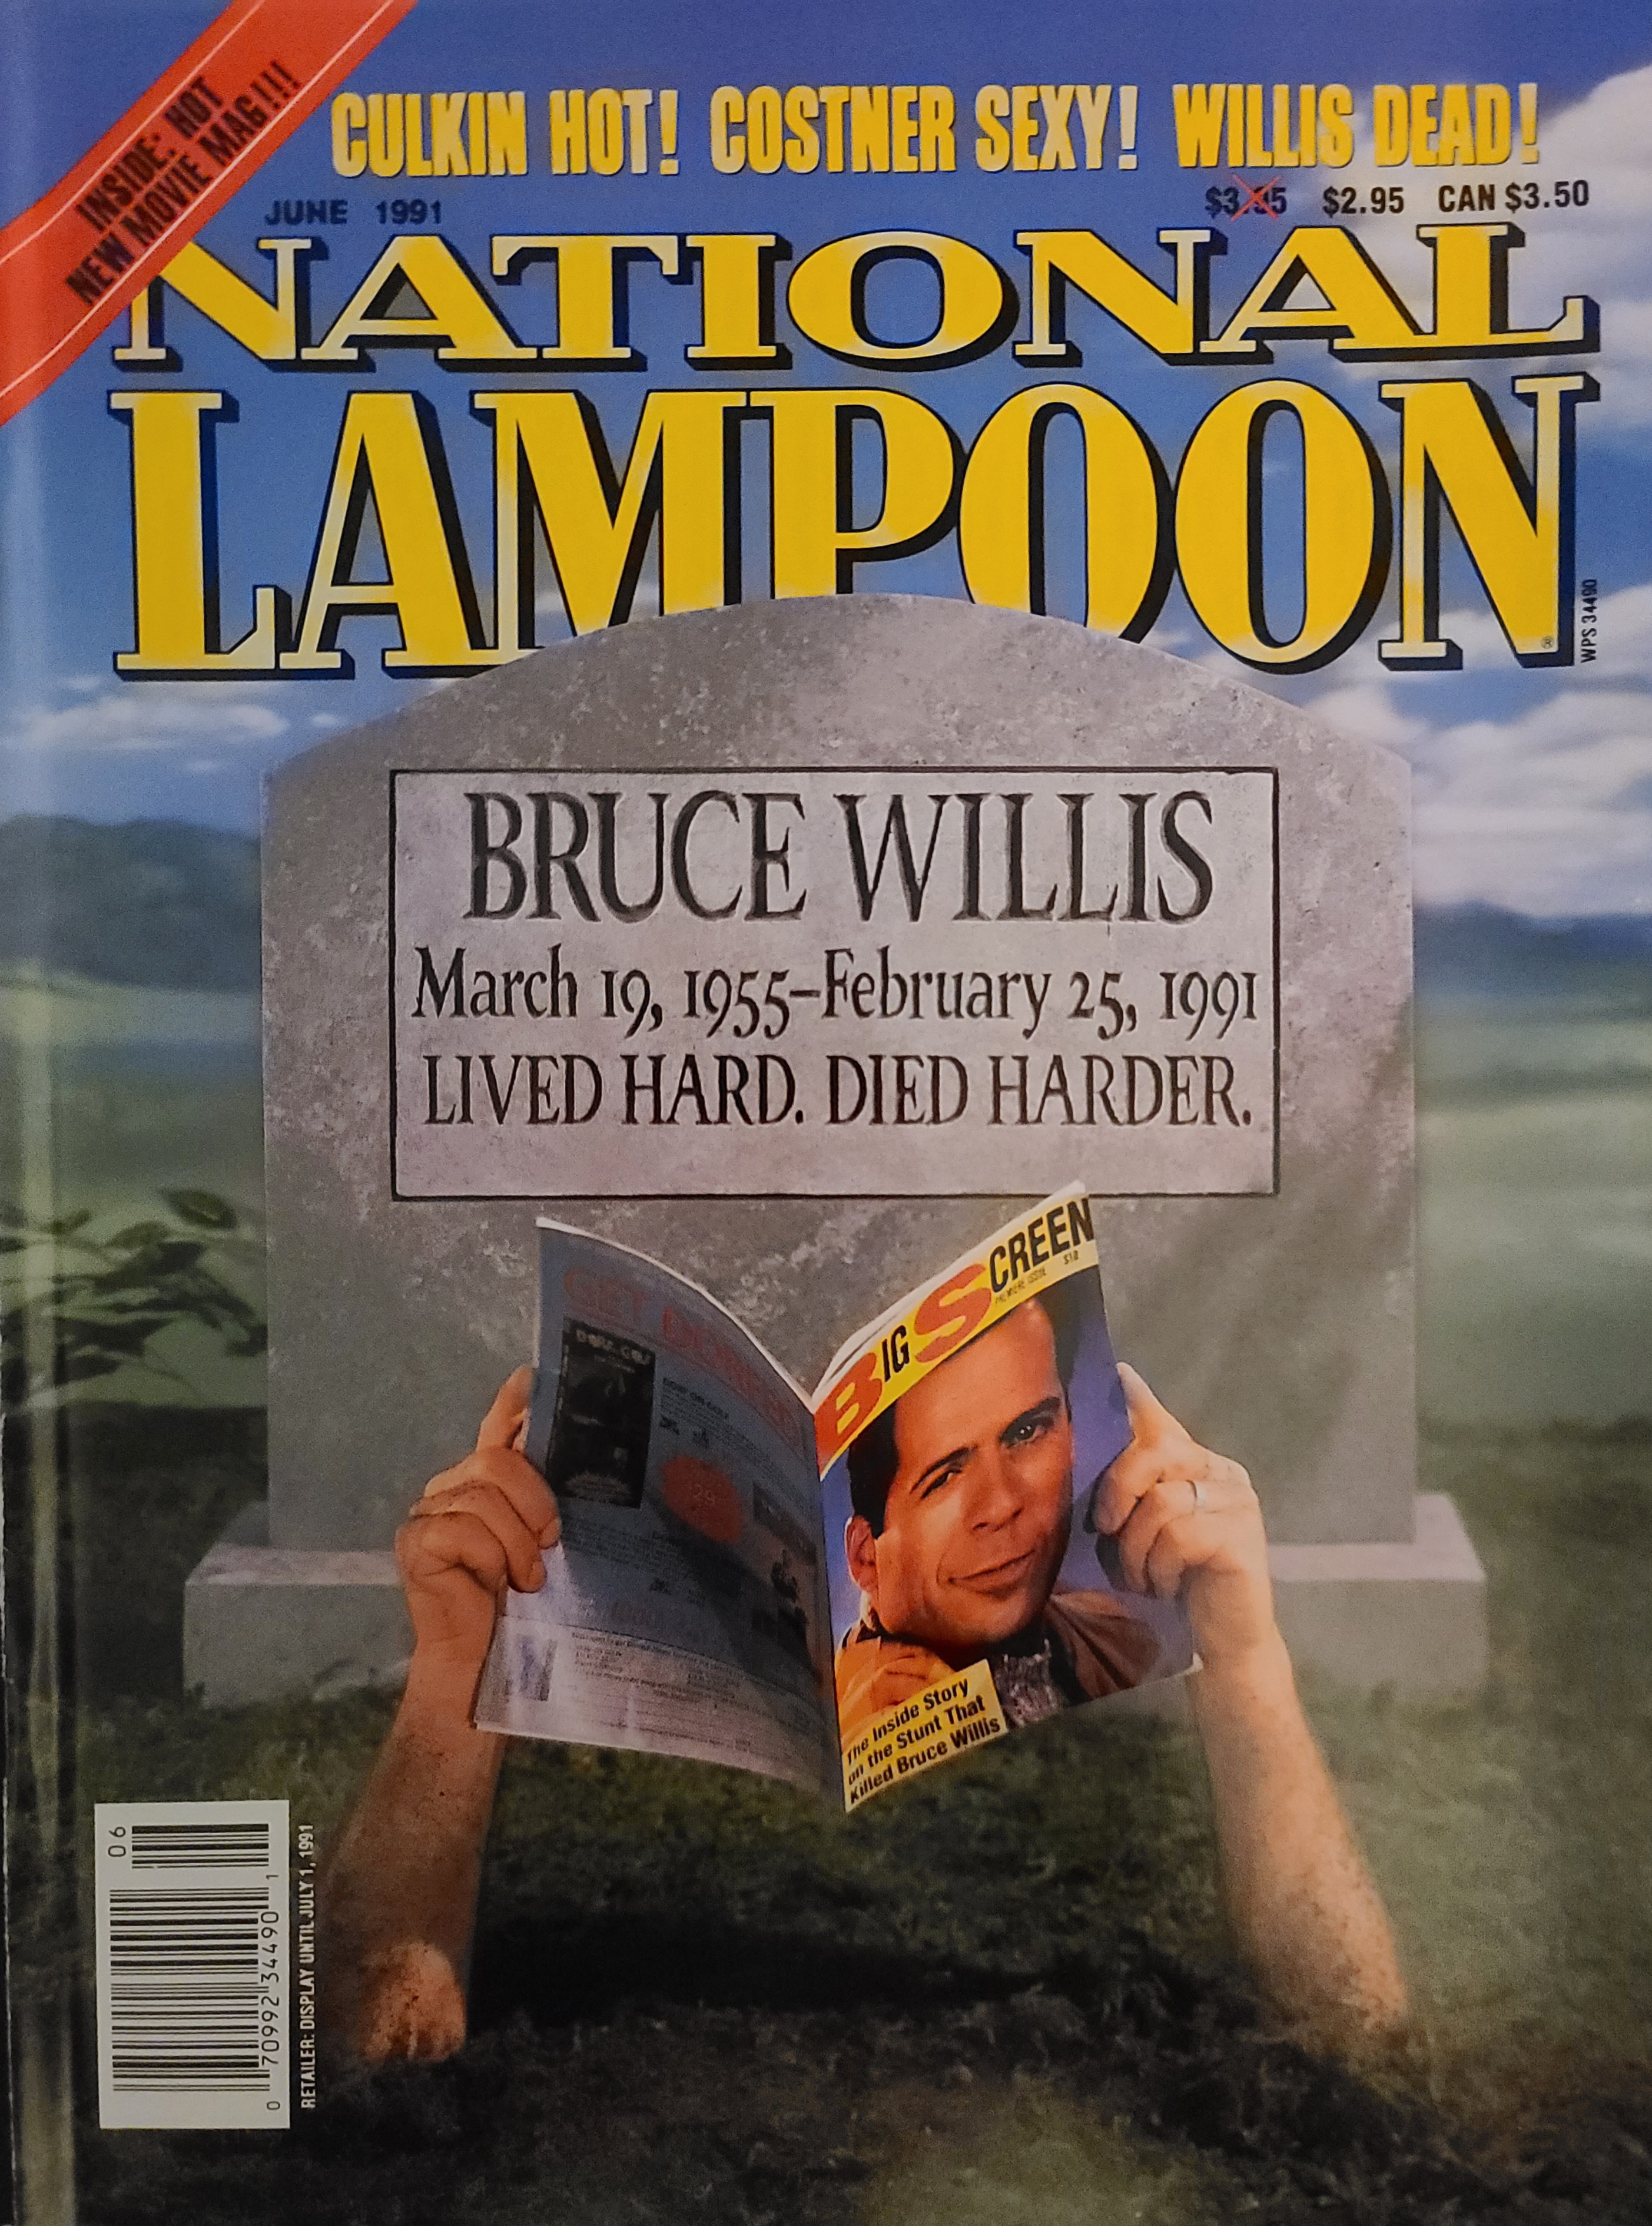 INSIDE: HOT
NEW MOVIE MAG!!!
CULKIN HOT! COSTNER SEXY! WILLIS DEAD!
JUNE 1991
$3.95 $2.95 CAN $3.50
NATIONAL
LAMPOON
®
WPS 34490
BRUCE WILLIS
March 19, 1955–February 25, 1991
LIVED HARD. DIED HARDER.
GET
BIG SCREEN
PREMIERE ISSUE
The Inside Story
on the Stunt That
Killed Bruce Willis
06
0 70992 34490 1
RETAILER: DISPLAY UNTIL JULY 1, 1991